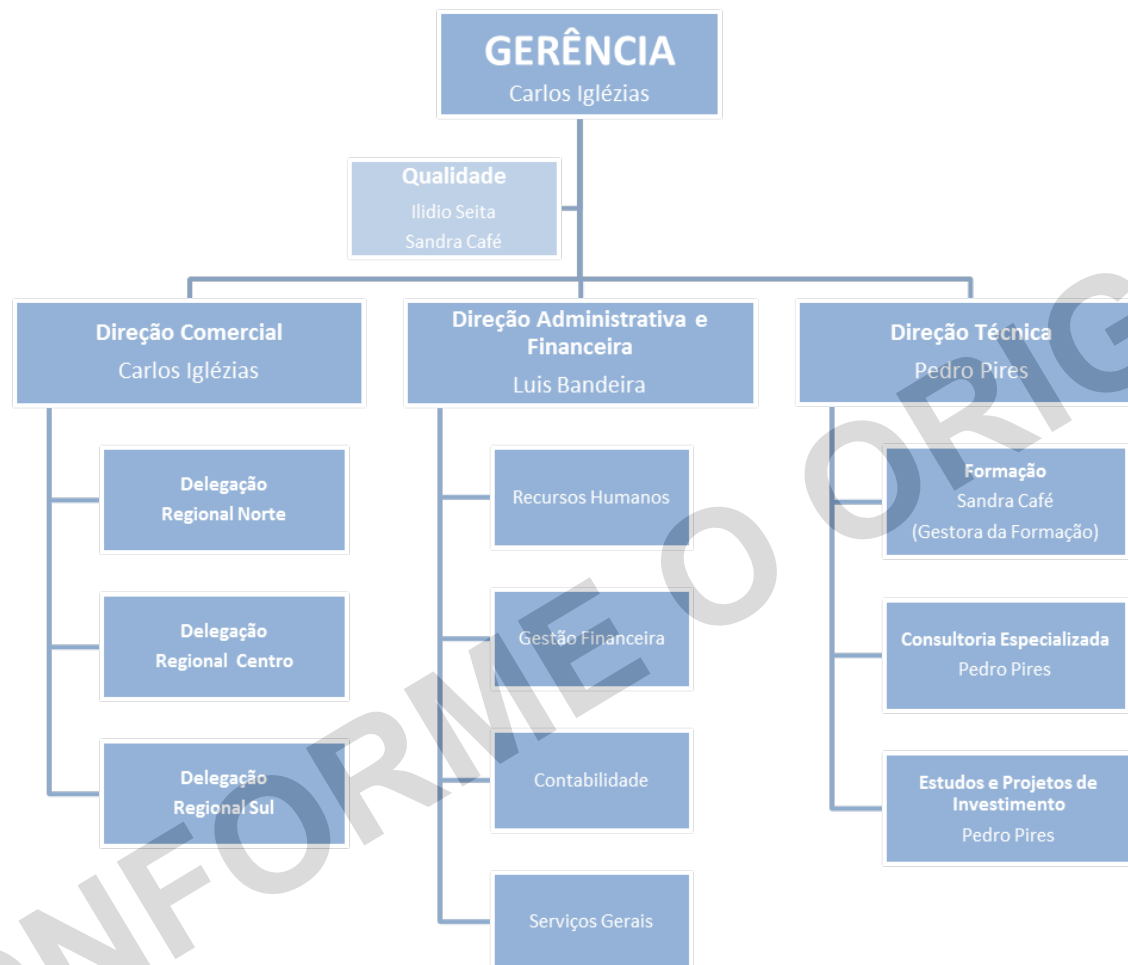 GERÊNCIA
Carlos Iglézias
Qualidade
Ilidio Seita
Sandra Café
Direção Comercial
Carlos Iglézias
Direção Administrativa e
Financeira
Luis Bandeira
Direção Técnica
Pedro Pires
Delegação
Regional Norte
Delegação
Regional Centro
Delegação
Regional Sul
Recursos Humanos
Gestão Financeira
Contabilidade
Serviços Gerais
Formação
Sandra Café
(Gestora da Formação)
Consultoria Especializada
Pedro Pires
Estudos e Projetos de
Investimento
Pedro Pires
ONFORME O ORIG